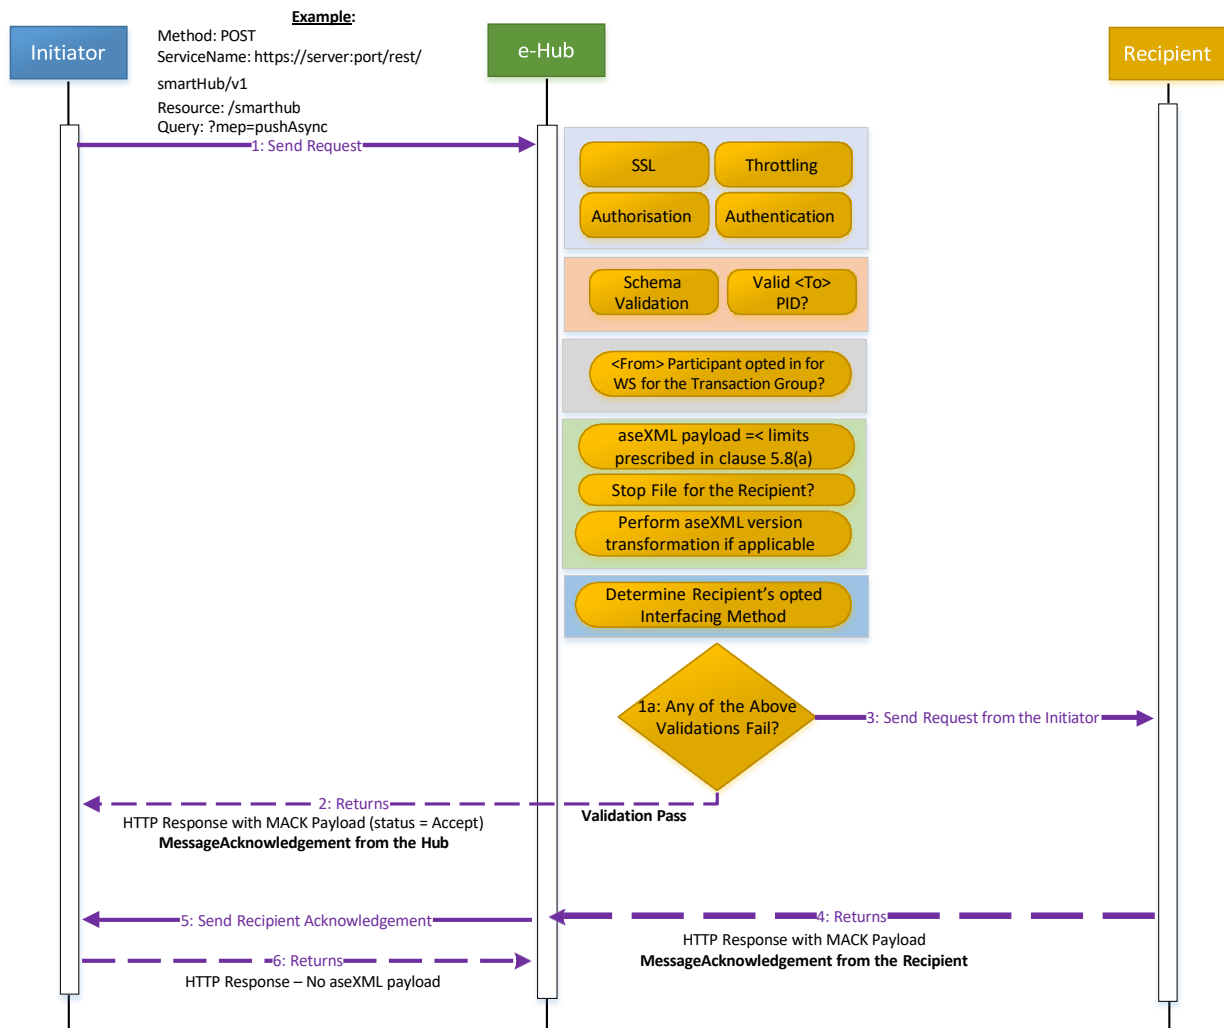 Example:
Method: POST
ServiceName: https://server:port/rest/
smartHub/v1
Resource: /smarthub
Query: ?mep=pushAsync
Initiator
e-Hub
Recipient
1: Send Request
SSL
Throttling
Authorisation
Authentication
Schema
Validation
Valid <To>
PID?
<From> Participant opted in for
WS for the Transaction Group?
aseXML payload =< limits
prescribed in clause 5.8(a)
Stop File for the Recipient?
Perform aseXML version
transformation if applicable
Determine Recipient's opted
Interfacing Method
1a: Any of the Above
Validations Fail?
3: Send Request from the Initiator
2: Returns
HTTP Response with MACK Payload (status = Accept)
MessageAcknowledgement from the Hub
Validation Pass
5: Send Recipient Acknowledgement
4: Returns
HTTP Response with MACK Payload
MessageAcknowledgement from the Recipient
6: Returns
HTTP Response – No aseXML payload